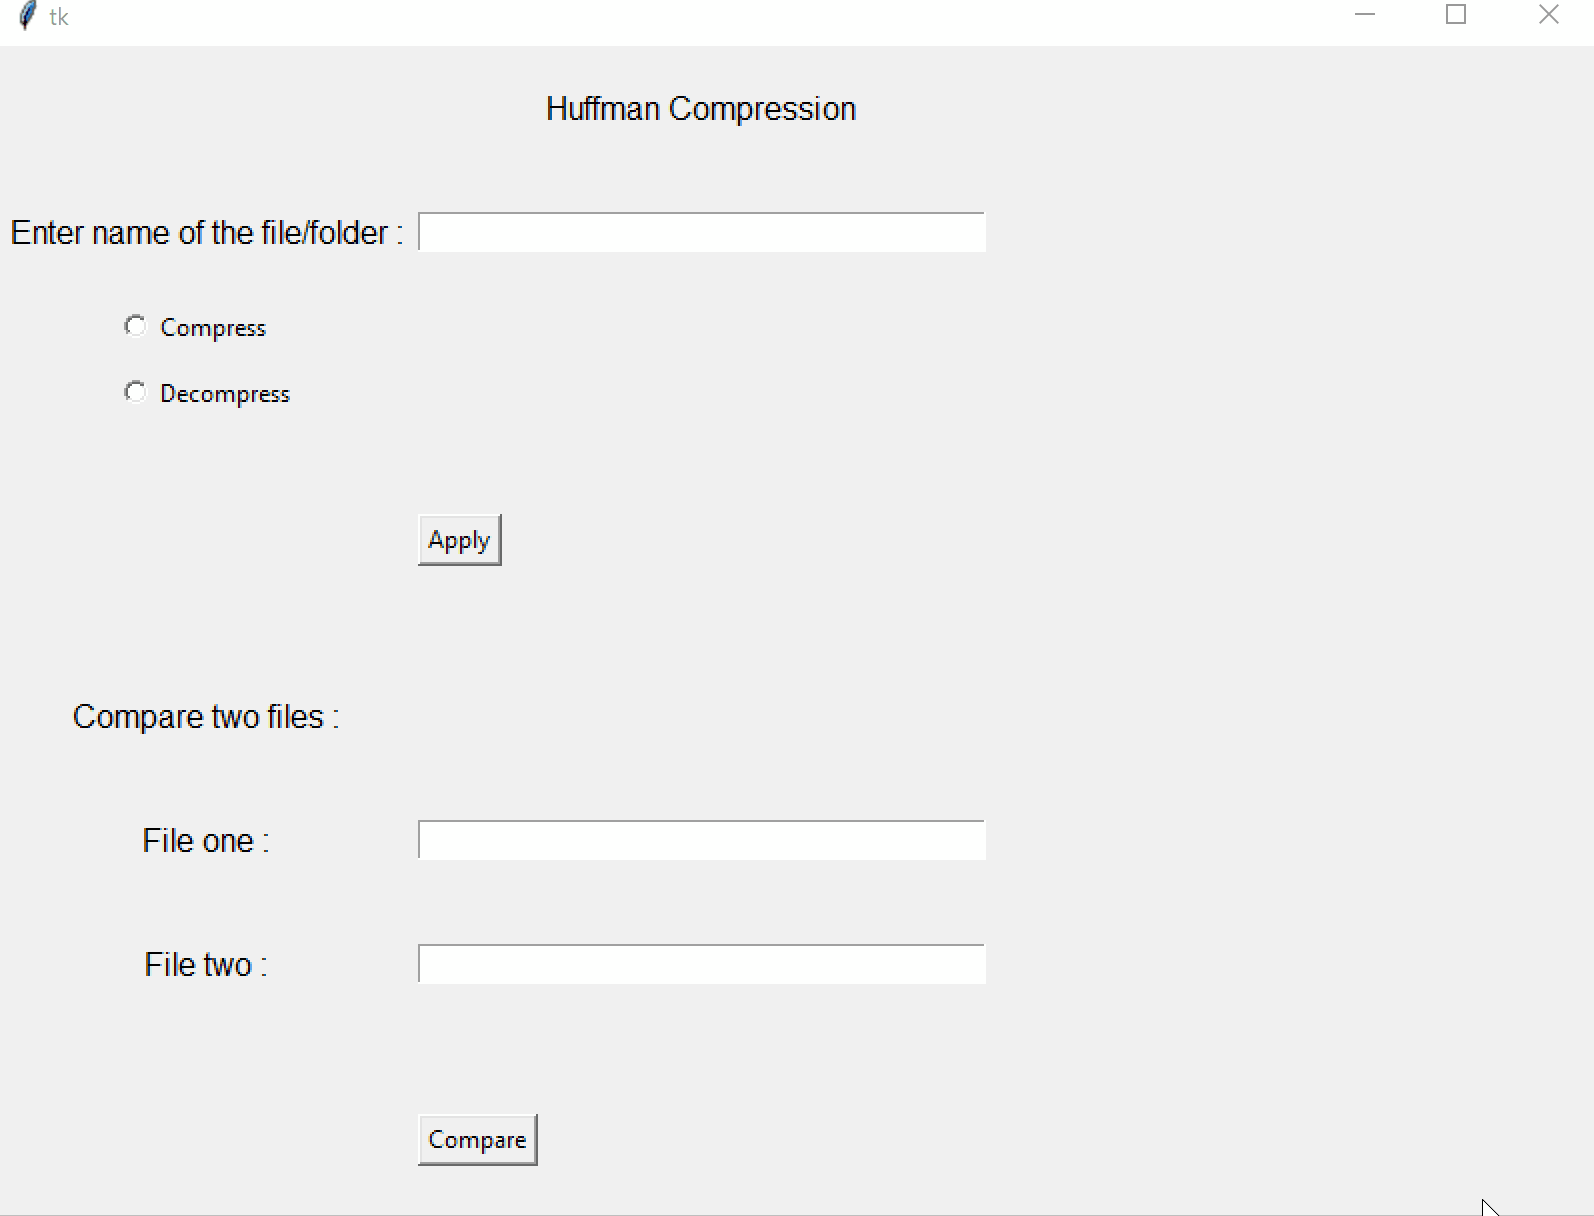 tk
Huffman Compression
Enter name of the file/folder :
Compress
Decompress
Apply
Compare two files :
File one :
File two :
Compare